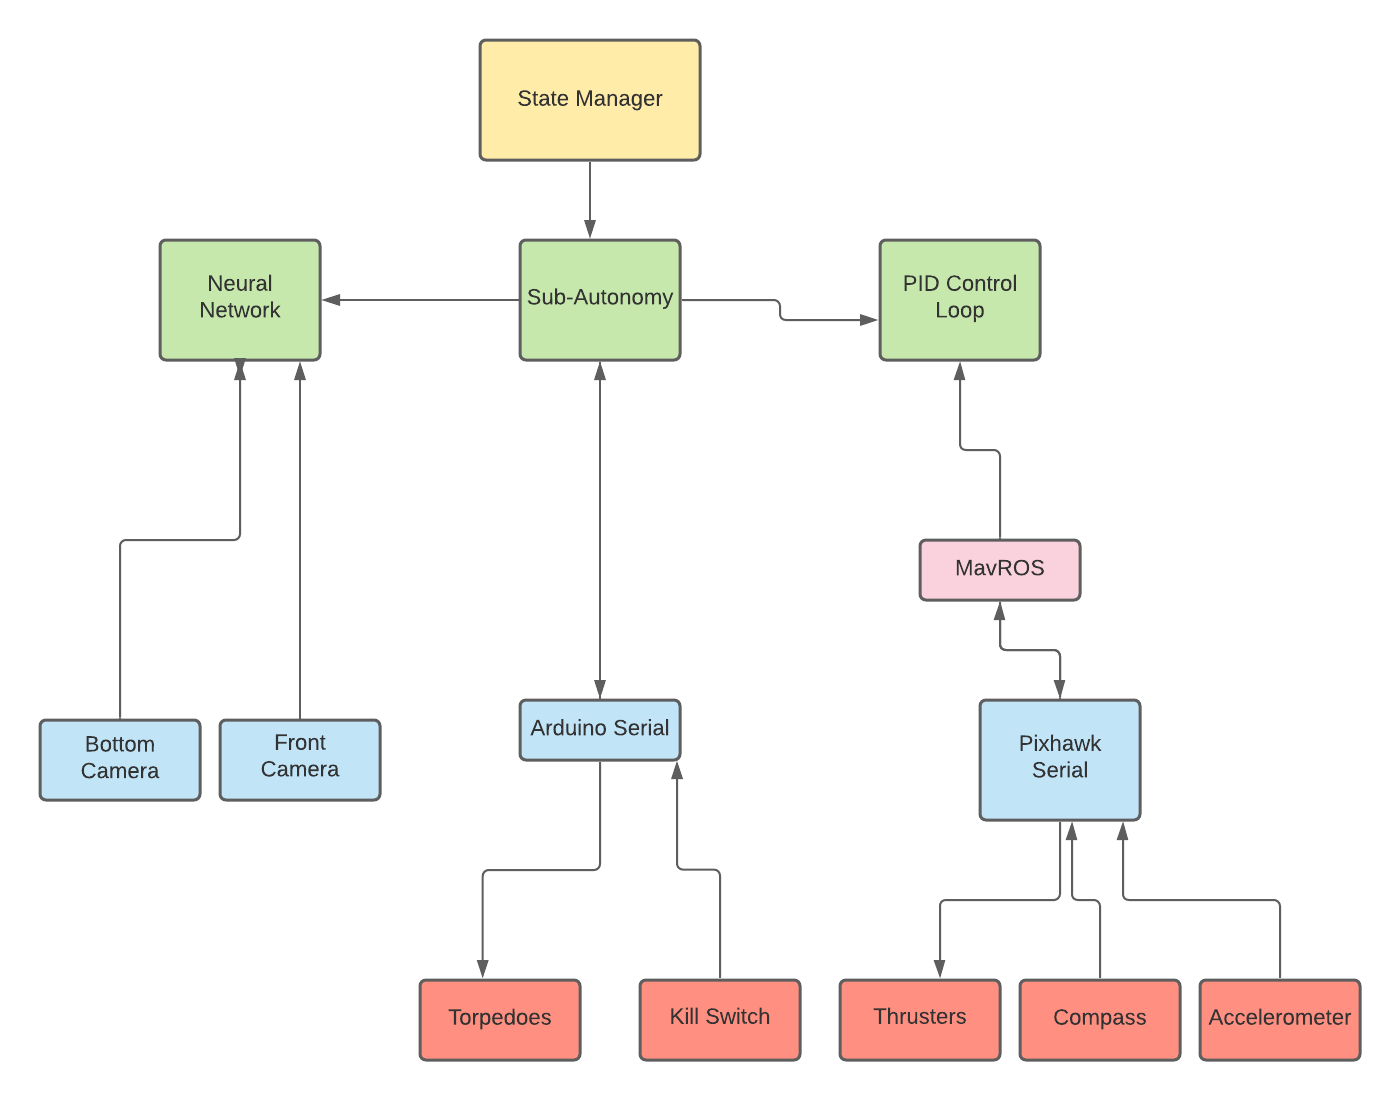 State Manager
Neural
Network
Sub-Autonomy
PID Control
Loop
MavROS
Bottom
Camera
Front
Camera
Arduino Serial
Pixhawk
Serial
Torpedoes
Kill Switch
Thrusters
Compass
Accelerometer